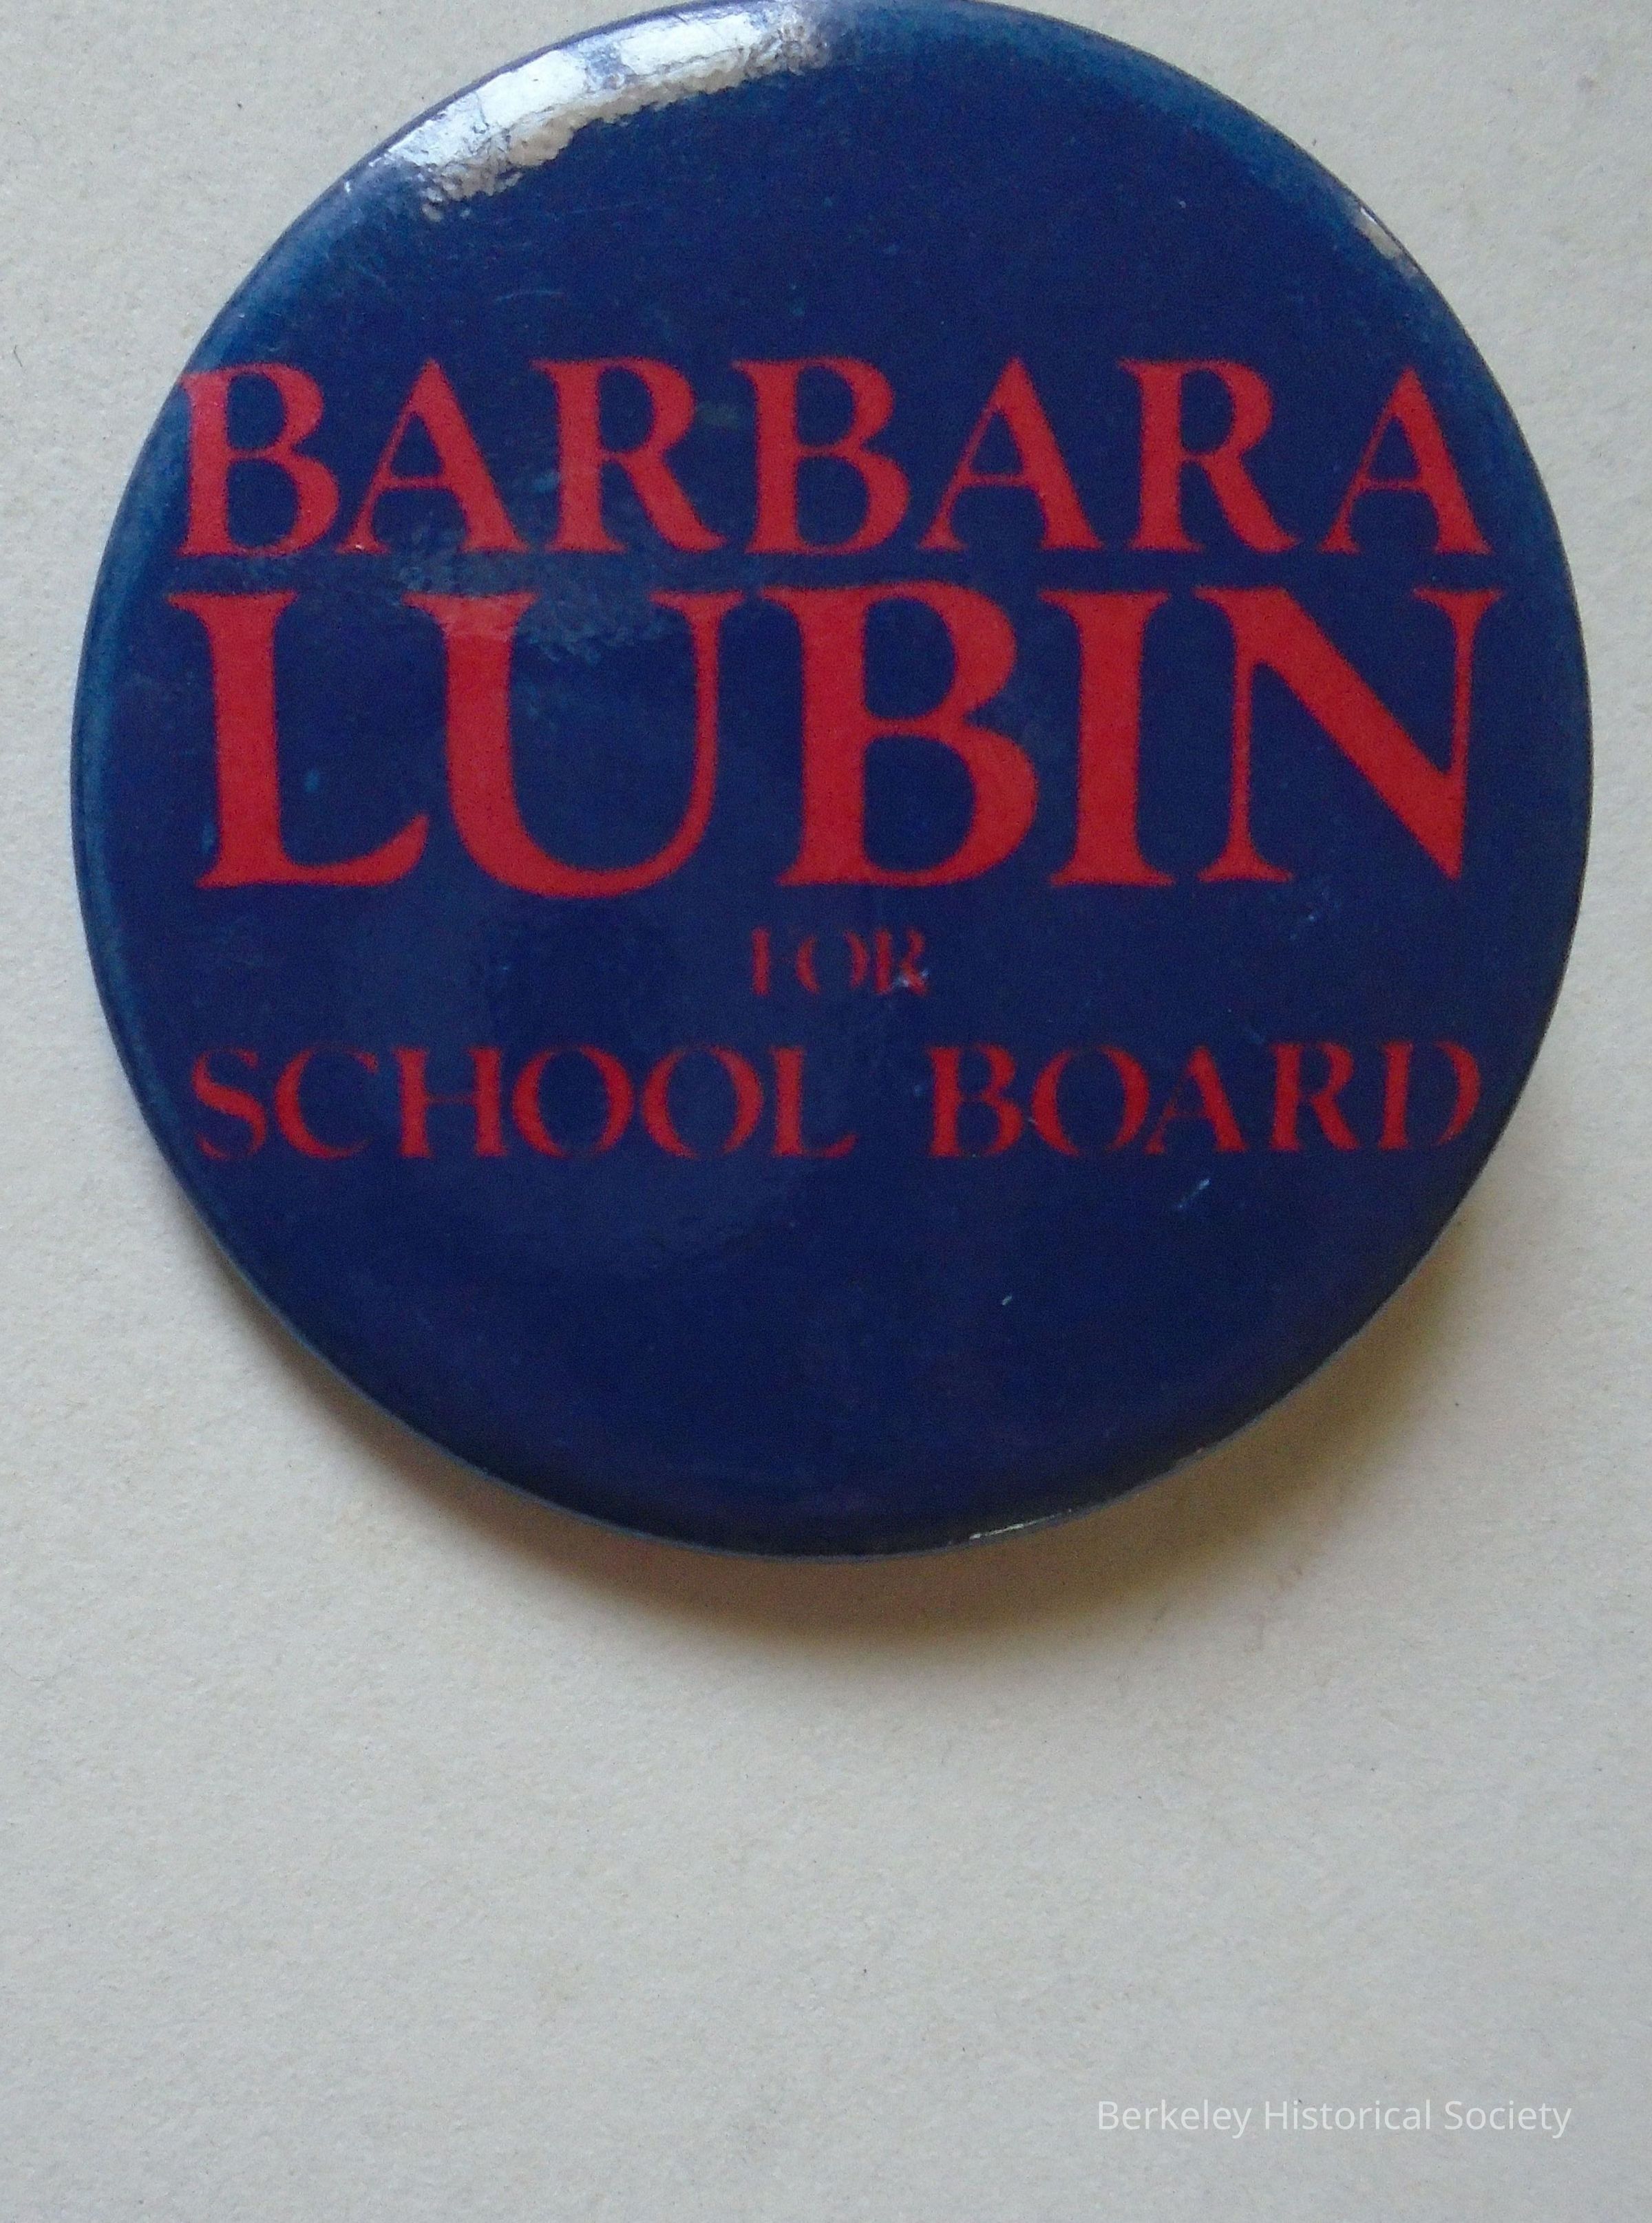 BARBARA
LUBIN
FOR
SCHOOL BOARD
Berkeley Historical Society